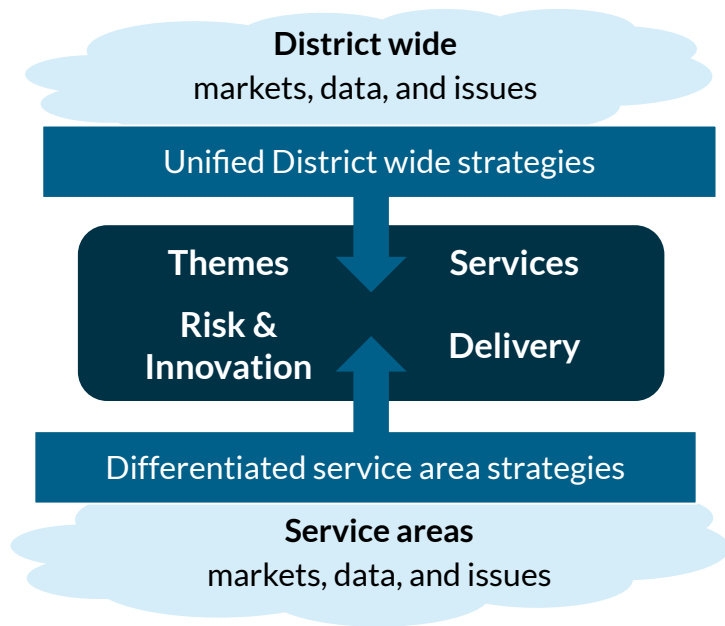 District wide
markets, data, and issues
Unified District wide strategies
Themes
Services
Risk &
Innovation
Delivery
Differentiated service area strategies
Service areas
markets, data, and issues